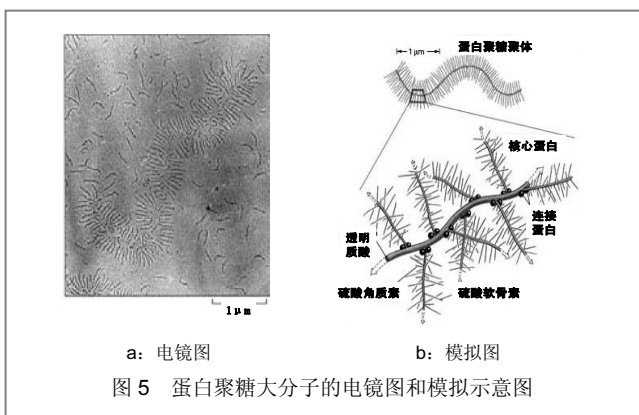 1μm
蛋白聚糖聚体
核心蛋白
连接
蛋白
透明
质酸
硫酸角质素
硫酸软骨素
1μm
a：电镜图
b：模拟图
图 5 蛋白聚糖大分子的电镜图和模拟示意图